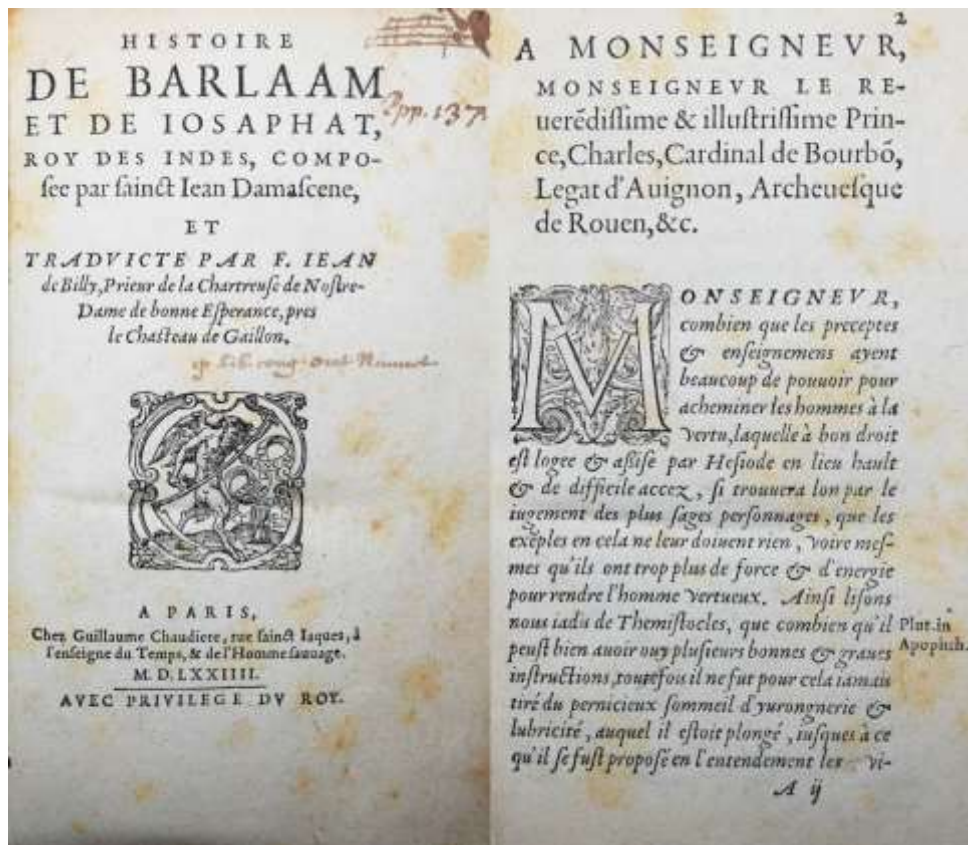 HISTOIRE
DE BARLAAM
ET DE IOSAPHAT,
ROY DES INDES, COMPO-
ſee par ſainct Iean Damaſcene,
ET
TRADVICTE PAR F. IEAN
de Billy, Prieur de la Chartreuſe de Noſtre-
Dame de bonne Eſperance, pres
le Chaſteau de Gaillon.
A PARIS,
Chez Guillaume Chaudiere, rue ſainct Iaques, à
l'enſeigne du Temps, & de l'Homme ſauuage.
M. D. LXXIIII.
AVEC PRIVILEGE DV ROY.
pp. 137
2
A MONSEIGNEVR,
MONSEIGNEVR LE RE-
uerēdiſſime & illuſtriſſime Prin-
ce, Charles, Cardinal de Bourbō,
Legat d'Auignon, Archeueſque
de Rouen, &c.
MONSEIGNEVR,
combien que les preceptes
& enſeignemens ayent
beaucoup de pouuoir pour
acheminer les hommes à la
vertu, laquelle à bon droit
eſt logee & aſſiſe par Heſiode en lieu hault
& de difficile accez, ſi trouuera lon par le
iugement des plus ſages perſonnages, que les
exēples en cela ne leur doiuent rien, voire meſ-
mes qu'ils ont trop plus de force & d'energie
pour rendre l'homme vertueux. Ainſi liſons
nous iadis de Themiſtocles, que combien qu'il
peuſt bien auoir ouy pluſieurs bonnes & graues
inſtructions, toutefois il ne fut pour cela iamais
tiré du pernicieux ſommeil d'yurongnerie &
lubricité, auquel il eſtoit plongé, iuſques à ce
qu'il ſe fuſt propoſé en l'entendement les vi-
Plut. in
Apophth.
A ij